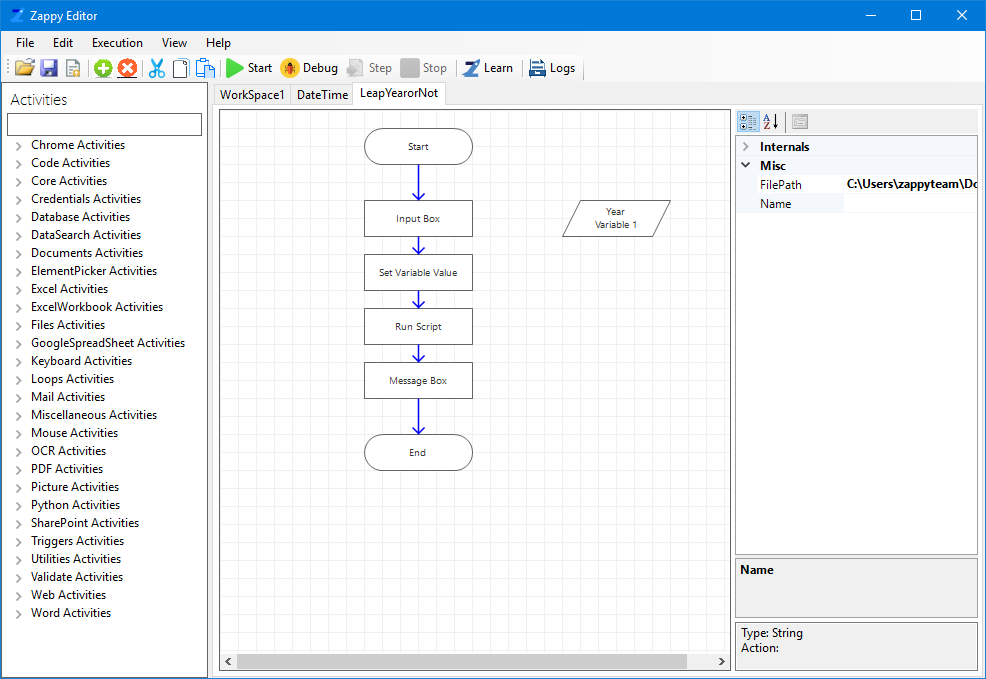 Zappy Editor
File Edit Execution View Help
Start Debug Step Stop Learn Logs
Activities
WorkSpace1 DateTime LeapYearorNot
Chrome Activities
Code Activities
Core Activities
Credentials Activities
Database Activities
DataSearch Activities
Documents Activities
ElementPicker Activities
Excel Activities
ExcelWorkbook Activities
Files Activities
GoogleSpreadSheet Activities
Keyboard Activities
Loops Activities
Mail Activities
Miscellaneous Activities
Mouse Activities
OCR Activities
PDF Activities
Picture Activities
Python Activities
SharePoint Activities
Triggers Activities
Utilities Activities
Validate Activities
Web Activities
Word Activities
Start
Input Box
Set Variable Value
Run Script
Message Box
End
Year
Variable 1
A
Z
Internals
Misc
FilePath C:\Users\zappyteam\Do
Name
Name
Type: String
Action: